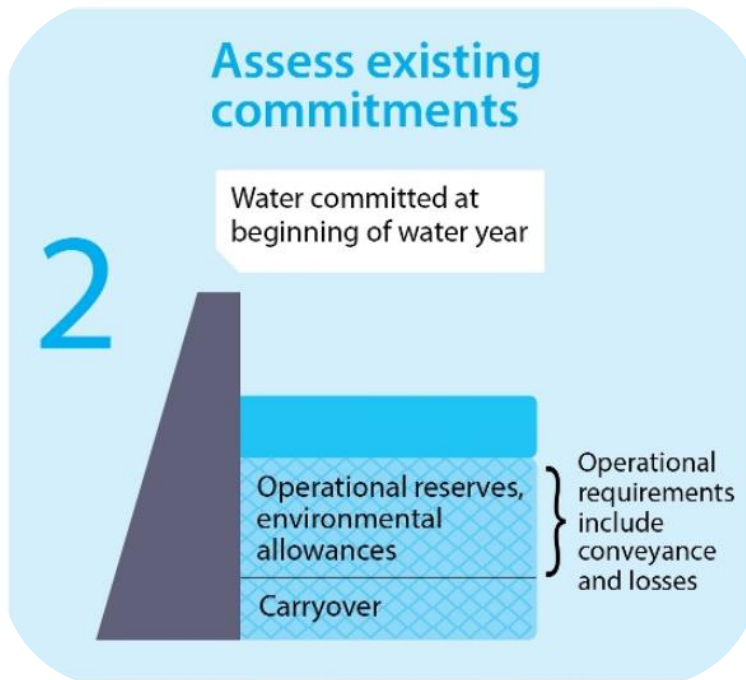 Assess existing
commitments
Water committed at
beginning of water year
2
Operational reserves,
environmental
allowances
Carryover
Operational
requirements
include
conveyance
and losses